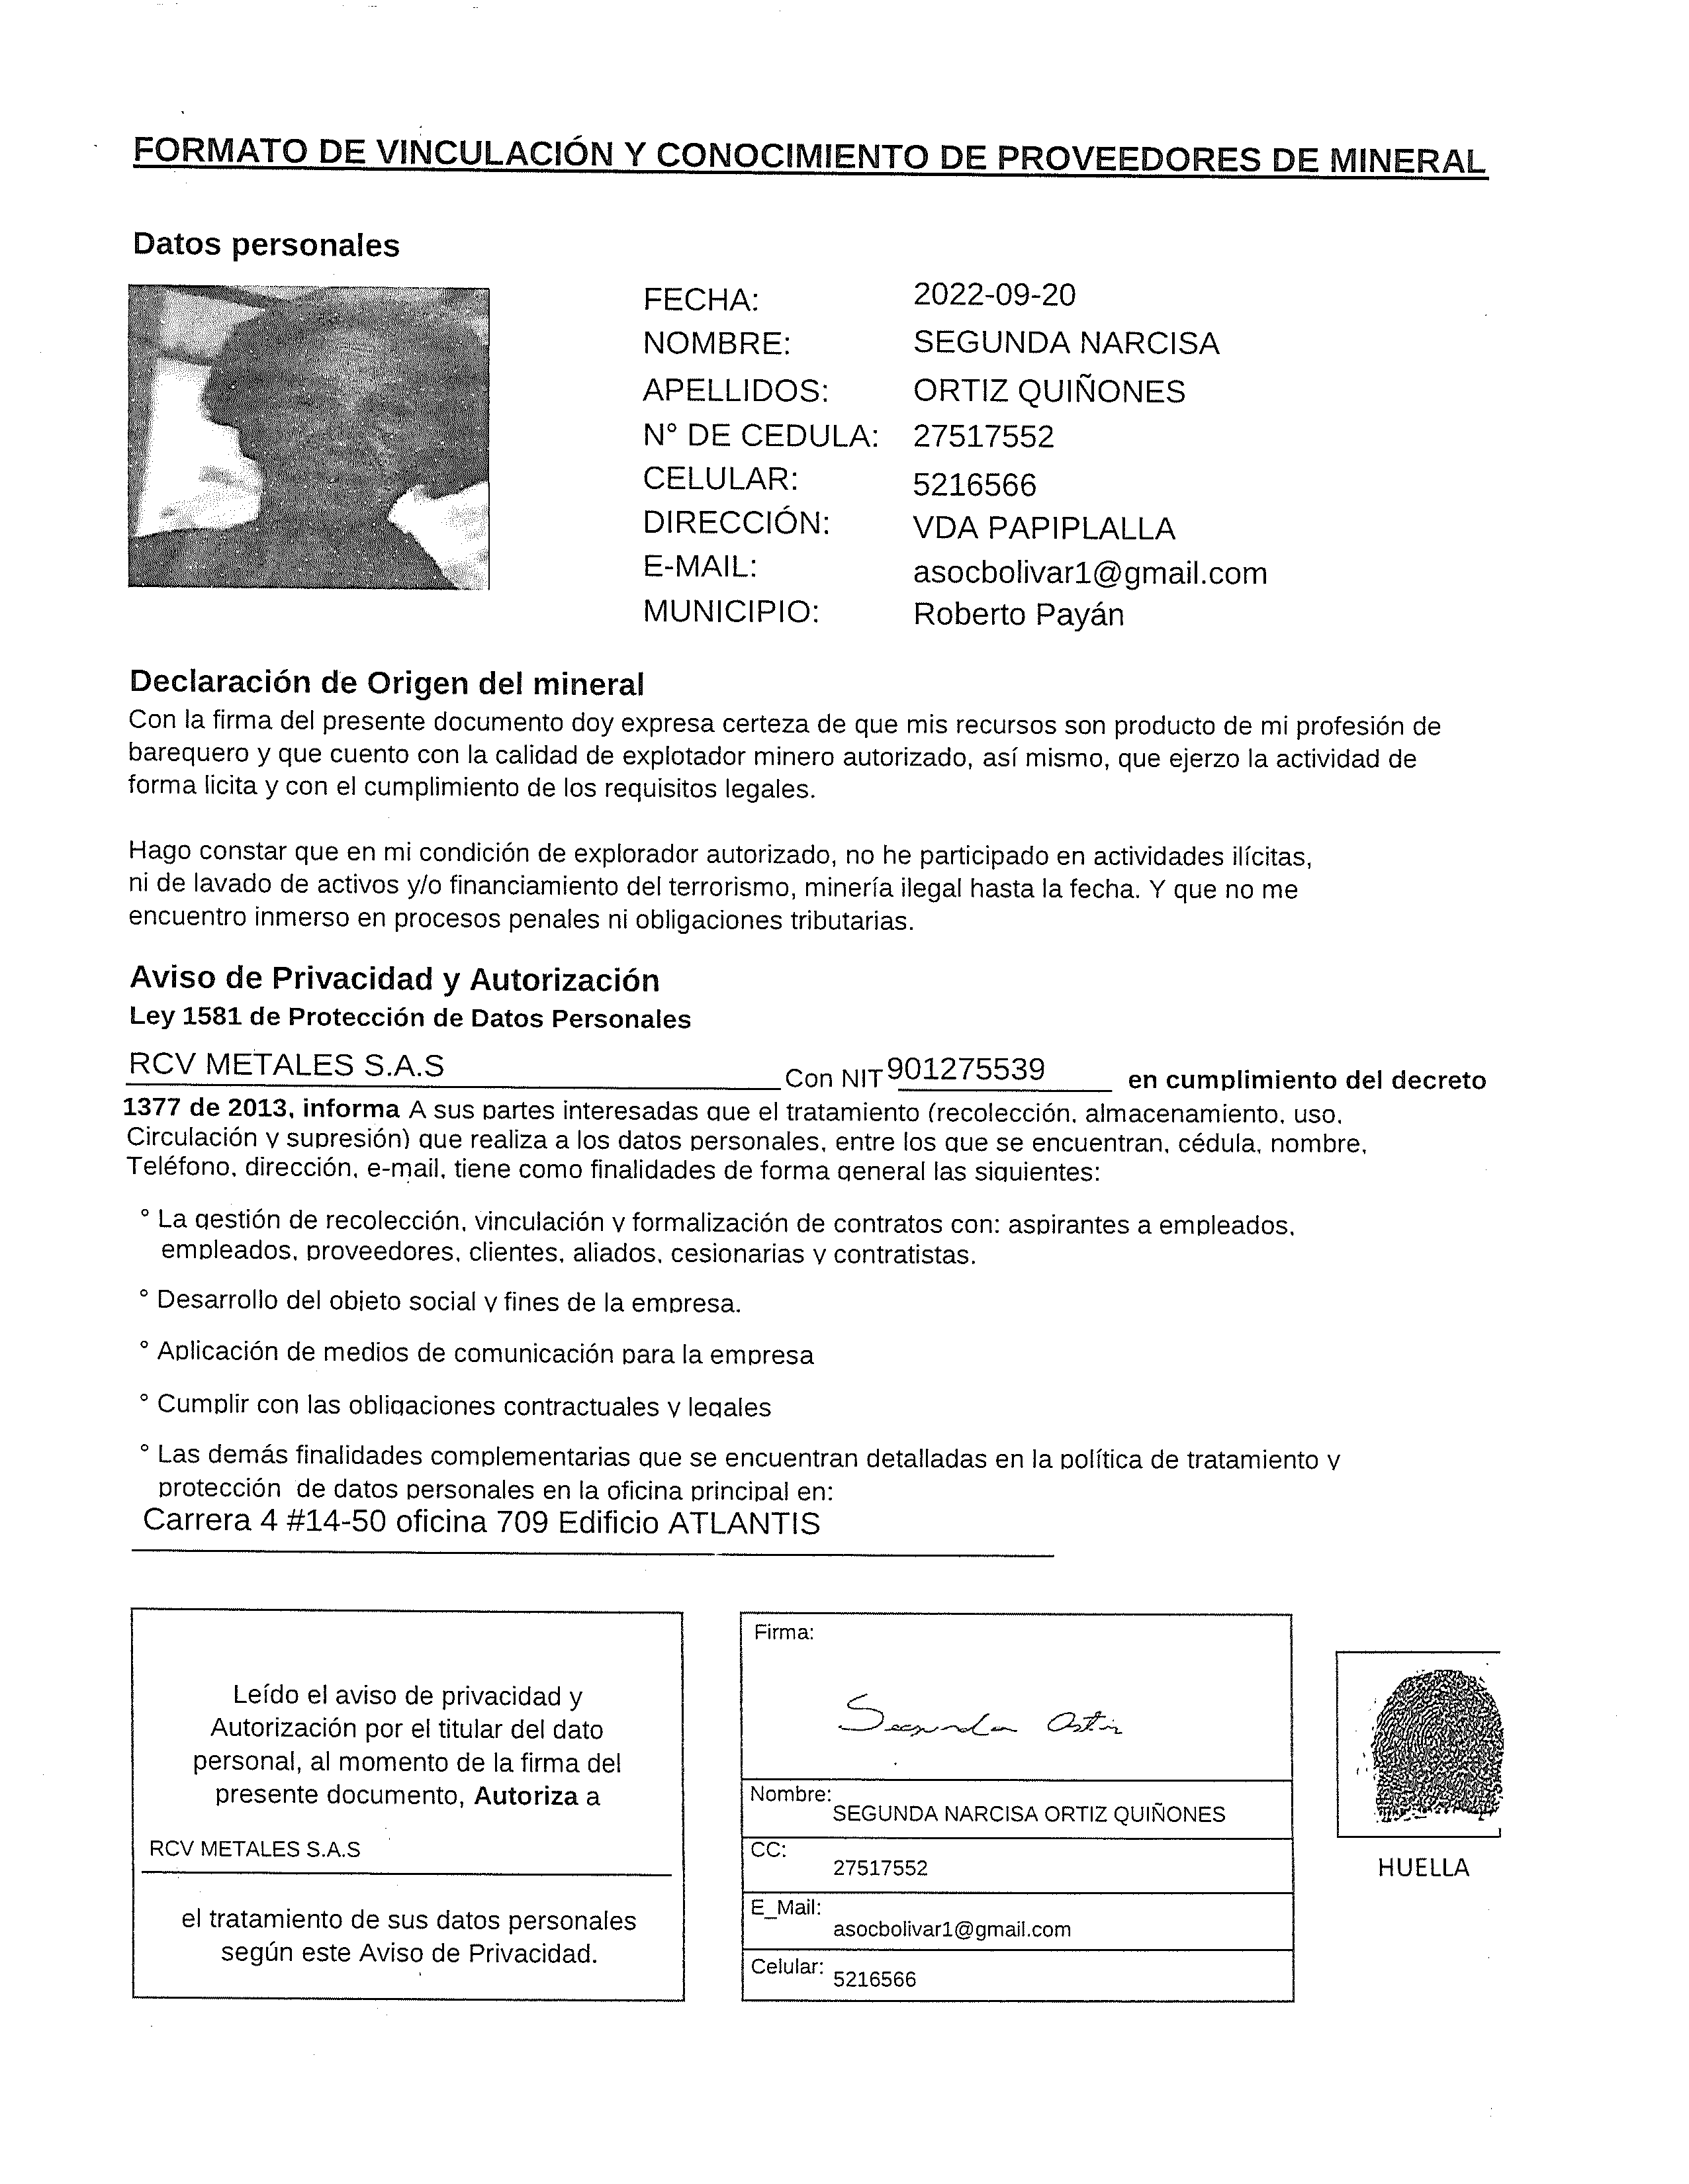 FORMATO DE VINCULACIÓN Y CONOCIMIENTO DE PROVEEDORES DE MINERAL
Datos personales
FECHA: 2022-09-20
NOMBRE: SEGUNDA NARCISA
APELLIDOS: ORTIZ QUIÑONES
N° DE CEDULA: 27517552
CELULAR: 5216566
DIRECCIÓN: VDA PAPIPLALLA
E-MAIL: asocbolivar1@gmail.com
MUNICIPIO: Roberto Payán
Declaración de Origen del mineral
Con la firma del presente documento doy expresa certeza de que mis recursos son producto de mi profesión de
barequero y que cuento con la calidad de explotador minero autorizado, así mismo, que ejerzo la actividad de
forma licita y con el cumplimiento de los requisitos legales.
Hago constar que en mi condición de explorador autorizado, no he participado en actividades ilícitas,
ni de lavado de activos y/o financiamiento del terrorismo, minería ilegal hasta la fecha. Y que no me
encuentro inmerso en procesos penales ni obligaciones tributarias.
Aviso de Privacidad y Autorización
Ley 1581 de Protección de Datos Personales
RCV METALES S.A.S Con NIT 901275539 en cumplimiento del decreto
1377 de 2013, informa A sus partes interesadas que el tratamiento (recolección, almacenamiento, uso,
Circulación y supresión) que realiza a los datos personales, entre los que se encuentran, cédula, nombre,
Teléfono, dirección, e-mail, tiene como finalidades de forma general las siguientes:
° La gestión de recolección, vinculación y formalización de contratos con: aspirantes a empleados,
empleados, proveedores, clientes, aliados, cesionarias y contratistas.
° Desarrollo del objeto social y fines de la empresa.
° Aplicación de medios de comunicación para la empresa
° Cumplir con las obligaciones contractuales y legales
° Las demás finalidades complementarias que se encuentran detalladas en la política de tratamiento y
protección de datos personales en la oficina principal en:
Carrera 4 #14-50 oficina 709 Edificio ATLANTIS
Leído el aviso de privacidad y
Autorización por el titular del dato
personal, al momento de la firma del
presente documento, Autoriza a
RCV METALES S.A.S
el tratamiento de sus datos personales
según este Aviso de Privacidad.
Firma:
Segunda Ortiz
Nombre:
SEGUNDA NARCISA ORTIZ QUIÑONES
CC:
27517552
E_Mail:
asocbolivar1@gmail.com
Celular:
5216566
HUELLA